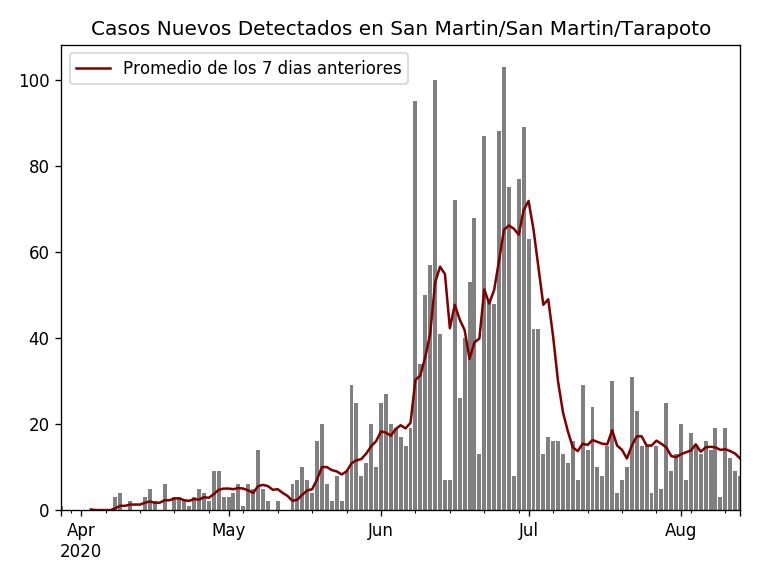 Casos Nuevos Detectados en San Martin/San Martin/Tarapoto
Promedio de los 7 dias anteriores
100
80
60
40
20
0
Apr May Jun Jul Aug
2020